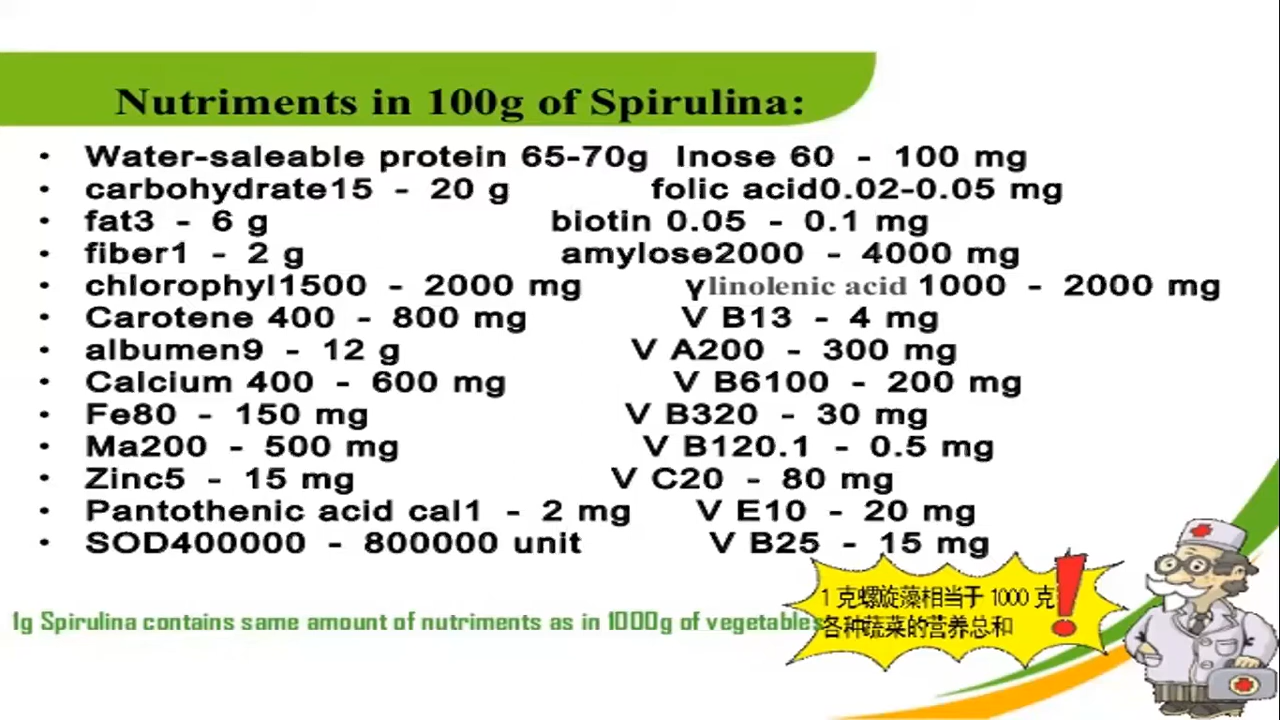 Nutriments in 100g of Spirulina:
• Water-saleable protein 65-70g Inose 60 - 100 mg
• carbohydrate15 - 20 g folic acid0.02-0.05 mg
• fat3 - 6 g biotin 0.05 - 0.1 mg
• fiber1 - 2 g amylose2000 - 4000 mg
• chlorophyl1500 - 2000 mg γlinolenic acid 1000 - 2000 mg
• Carotene 400 - 800 mg V B13 - 4 mg
• albumen9 - 12 g V A200 - 300 mg
• Calcium 400 - 600 mg V B6100 - 200 mg
• Fe80 - 150 mg V B320 - 30 mg
• Ma200 - 500 mg V B120.1 - 0.5 mg
• Zinc5 - 15 mg V C20 - 80 mg
• Pantothenic acid cal1 - 2 mg V E10 - 20 mg
• SOD400000 - 800000 unit V B25 - 15 mg
1g Spirulina contains same amount of nutriments as in 1000g of vegetables
1克螺旋藻相当于1000克
各种蔬菜的营养总和